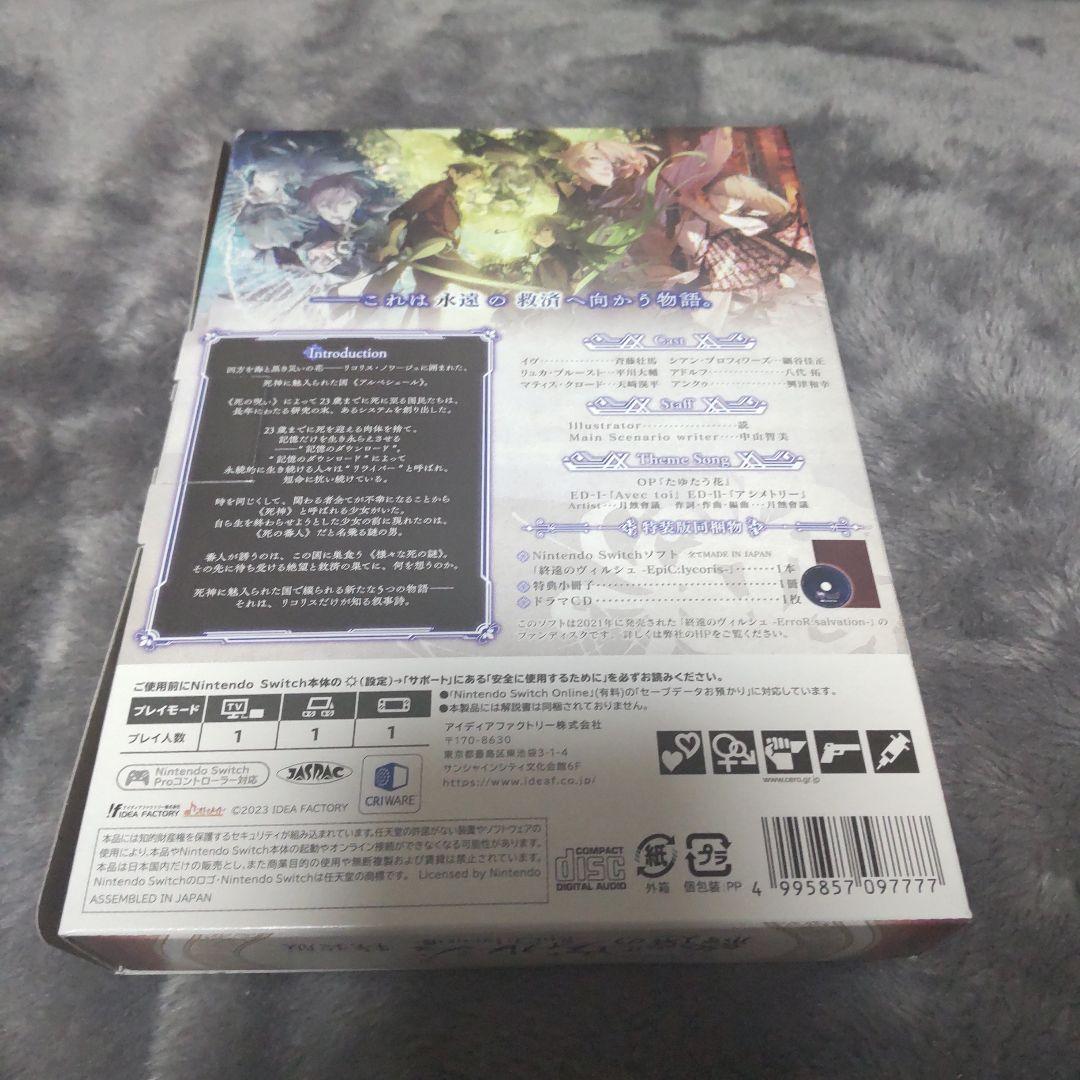 ――これは永遠の救済へ向かう物語。
Introduction
四方を海と黒き災いの花――リコリス・ノワージュに囲まれた、
死神に魅入られた国《アルペシェール》。
《死の呪い》によって23歳までに死に至る国民たちは、
長年にわたる研究の末、あるシステムを創り出した。
23歳までに死を迎える肉体を捨て、
記憶だけを生き永らえさせる
――“記憶のダウンロード”。
“記憶のダウンロード”によって
永続的に生き続ける人々は“リライバー”と呼ばれ、
短命に抗い続けている。
時を同じくして、関わる者全てが不幸になることから
《死神》と呼ばれる少女がいた。
自ら生を終わらせようとした少女の前に現れたのは、
《死の番人》だと名乗る謎の男。
番人が誘うのは、この国に巣食う《様々な死の謎》。
その先に待ち受ける絶望と救済の果てに、何を想うのか。
死神に魅入られた国で綴られる新たな5つの物語――
それは、リコリスだけが知る叙事詩。
Cast
イヴ…………斉藤壮馬 シアン・ブロフィワーズ…細谷佳正
リュカ・プルースト…平川大輔 アドルフ………八代 拓
マティス・クロード…天﨑滉平 アンクゥ………興津和幸
Staff
Illustrator………………読
Main Scenario writer……中山智美
Theme Song
OP「たゆたう花」
ED-I-「Avec toi」 ED-II-「アシメトリー」
Artist…月蝕會議 作詞・作曲・編曲…月蝕會議
特装版同梱物
Nintendo Switchソフト 全てMADE IN JAPAN
「終遠のヴィルシュ -EpiC:lycoris-」……1本
特典小冊子……………………1冊
ドラマCD……………………1枚
このソフトは2021年に発売された「終遠のヴィルシュ -ErroR:salvation-」の
ファンディスクです。詳しくは弊社のHPをご覧ください。
ご使用前にNintendo Switch本体の(設定)→「サポート」にある「安全に使用するために」を必ずお読みください。
プレイモード TV
プレイ人数 1 1 1
●「Nintendo Switch Online」(有料)の「セーブデータお預かり」に対応しています。
●本製品には解説書は同梱されておりません。
アイディアファクトリー株式会社
〒170-8630
東京都豊島区東池袋3-1-4
サンシャインシティ文化会館6F
https://www.ideaf.co.jp/
www.cero.gr.jp
Nintendo Switch
Proコントローラー対応
JASRAC
CRIWARE
アイディアファクトリー株式会社
IDEA FACTORY
©2023 IDEA FACTORY
本品には知的財産権を保護するセキュリティが組み込まれています。任天堂の許諾がない装置やソフトウェアの
使用により、本品やNintendo Switch本体の起動やオンライン接続ができなくなる可能性があります。
本品は日本国内だけの販売とし、また商業目的の使用や無断複製および賃貸は禁止します。
Nintendo Switchのロゴ・Nintendo Switchは任天堂の商標です。 Licensed by Nintendo
ASSEMBLED IN JAPAN
COMPACT
disc
DIGITAL AUDIO
紙
外箱
プラ
個包装:PP
4 995857 097777